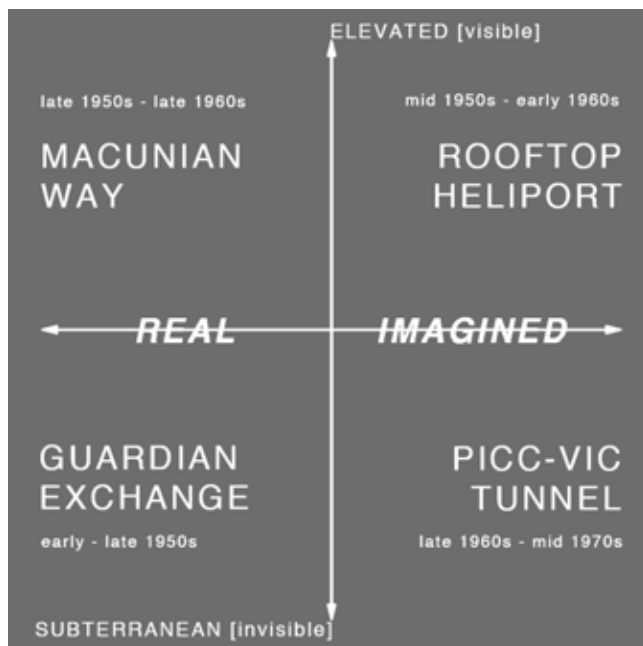 ELEVATED [visible]
late 1950s - late 1960s
MACUNIAN
WAY
mid 1950s - early 1960s
ROOFTOP
HELIPORT
REAL
IMAGINED
GUARDIAN
EXCHANGE
early - late 1950s
PICC-VIC
TUNNEL
late 1960s - mid 1970s
SUBTERRANEAN [invisible]